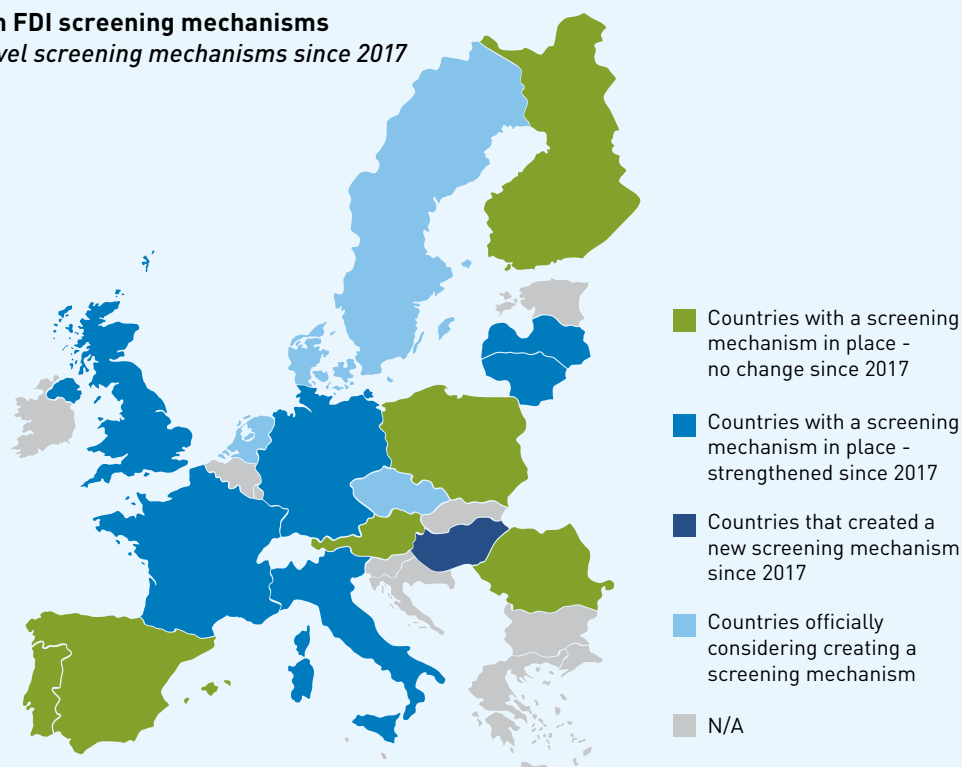 FDI screening mechanisms
screening mechanisms since 2017
Countries with a screening
mechanism in place -
no change since 2017
Countries with a screening
mechanism in place -
strengthened since 2017
Countries that created a
new screening mechanism
since 2017
Countries officially
considering creating a
screening mechanism
N/A